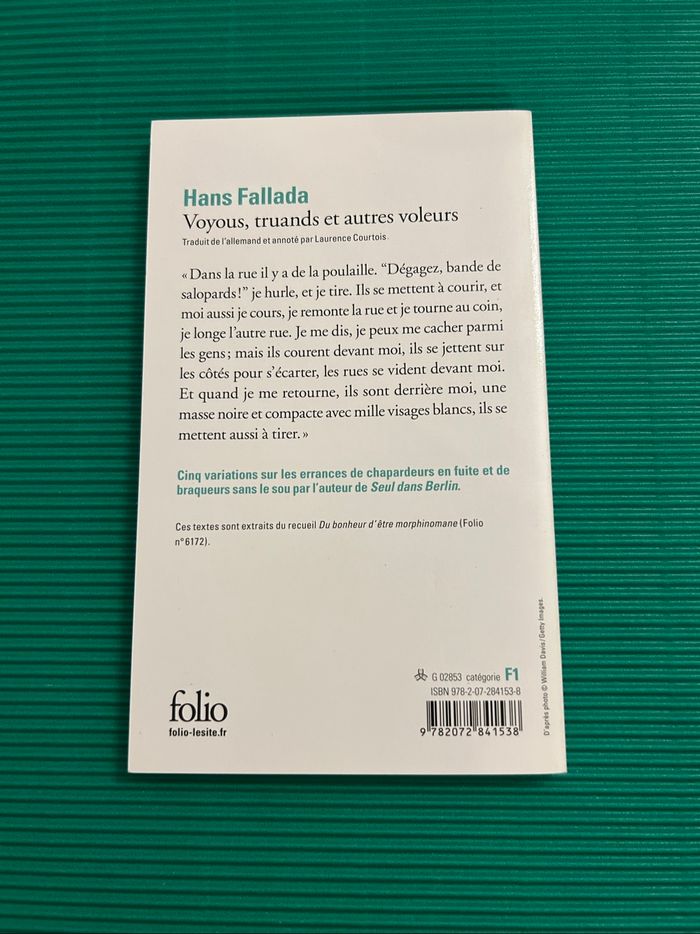 Hans Fallada
Voyous, truands et autres voleurs
Traduit de l'allemand et annoté par Laurence Courtois
« Dans la rue il y a de la poulaille. “Dégagez, bande de
salopards !” je hurle, et je tire. Ils se mettent à courir, et
moi aussi je cours, je remonte la rue et je tourne au coin,
je longe l'autre rue. Je me dis, je peux me cacher parmi
les gens ; mais ils courent devant moi, ils se jettent sur
les côtés pour s'écarter, les rues se vident devant moi.
Et quand je me retourne, ils sont derrière moi, une
masse noire et compacte avec mille visages blancs, ils se
mettent aussi à tirer. »
Cinq variations sur les errances de chapardeurs en fuite et de
braqueurs sans le sou par l'auteur de Seul dans Berlin.
Ces textes sont extraits du recueil Du bonheur d'être morphinomane (Folio
n°6172).
folio
folio-lesite.fr
G 02853 catégorie F1
ISBN 978-2-07-284153-8
9 782072 841538
D'après photo © William Davis / Getty Images.